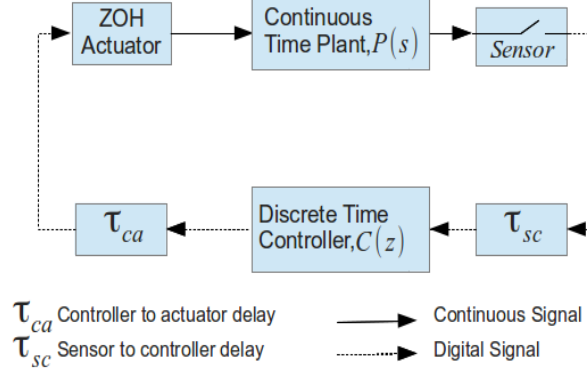 ZOH
Actuator
Continuous
Time Plant,P(s)
Sensor
τca
Discrete Time
Controller,C(z)
τsc
τca Controller to actuator delay
Continuous Signal
τsc Sensor to controller delay
Digital Signal